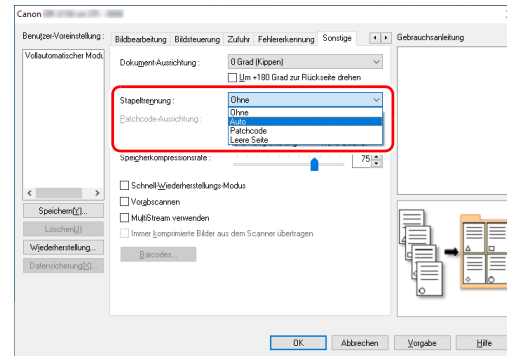 Canon
Benutzer-Voreinstellung :
Vollautomatischer Modu
Speichern[Y]...
Löschen[J]
Wiederherstellung...
Datensicherung[X]...
Bildbearbeitung Bildsteuerung Zufuhr Fehlererkennung Sonstige
Dokument-Ausrichtung :
0 Grad (Kippen)
Um +180 Grad zur Rückseite drehen
Stapeltrennung :
Ohne
Ohne
Auto
Patchcode
Leere Seite
Patchcode-Ausrichtung :
Speicherkompressionsrate :
75
Schnell-Wiederherstellungs-Modus
Vorabscannen
MultiStream verwenden
Immer komprimierte Bilder aus dem Scanner übertragen
Barcodes...
Gebrauchsanleitung
OK
Abbrechen
Vorgabe
Hilfe